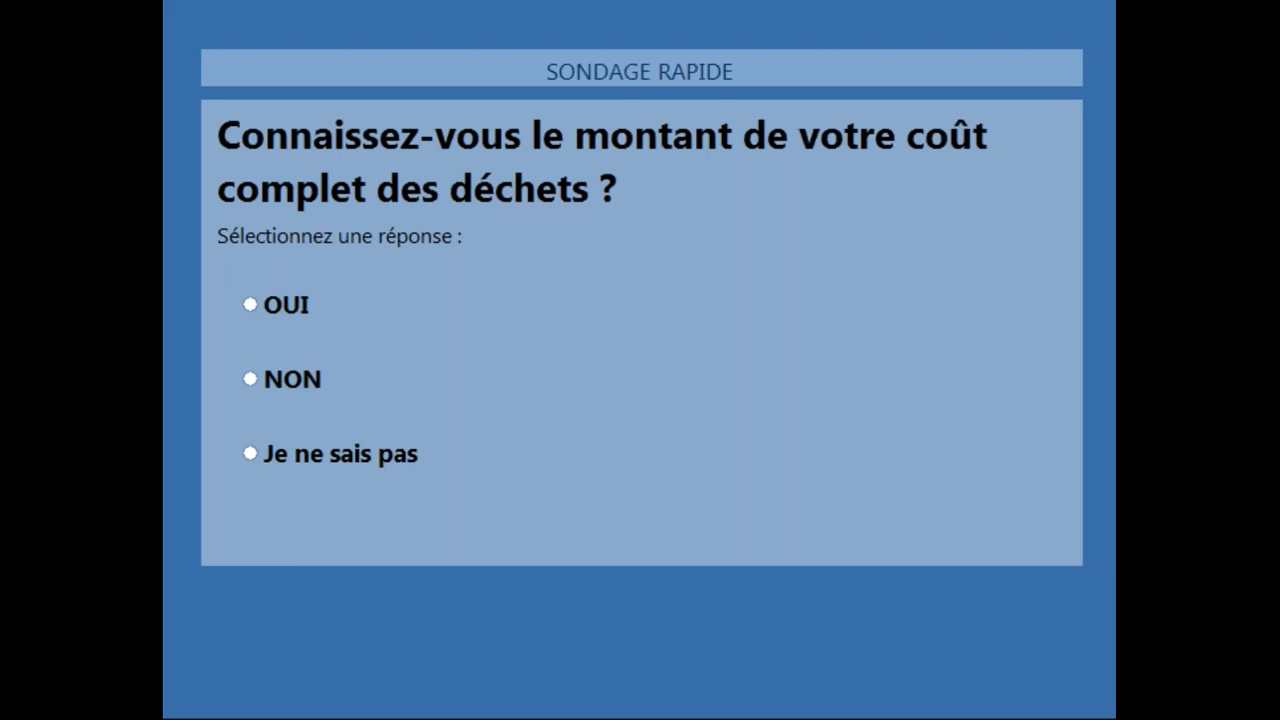 SONDAGE RAPIDE
Connaissez-vous le montant de votre coût
complet des déchets ?
Sélectionnez une réponse :
OUI
NON
Je ne sais pas